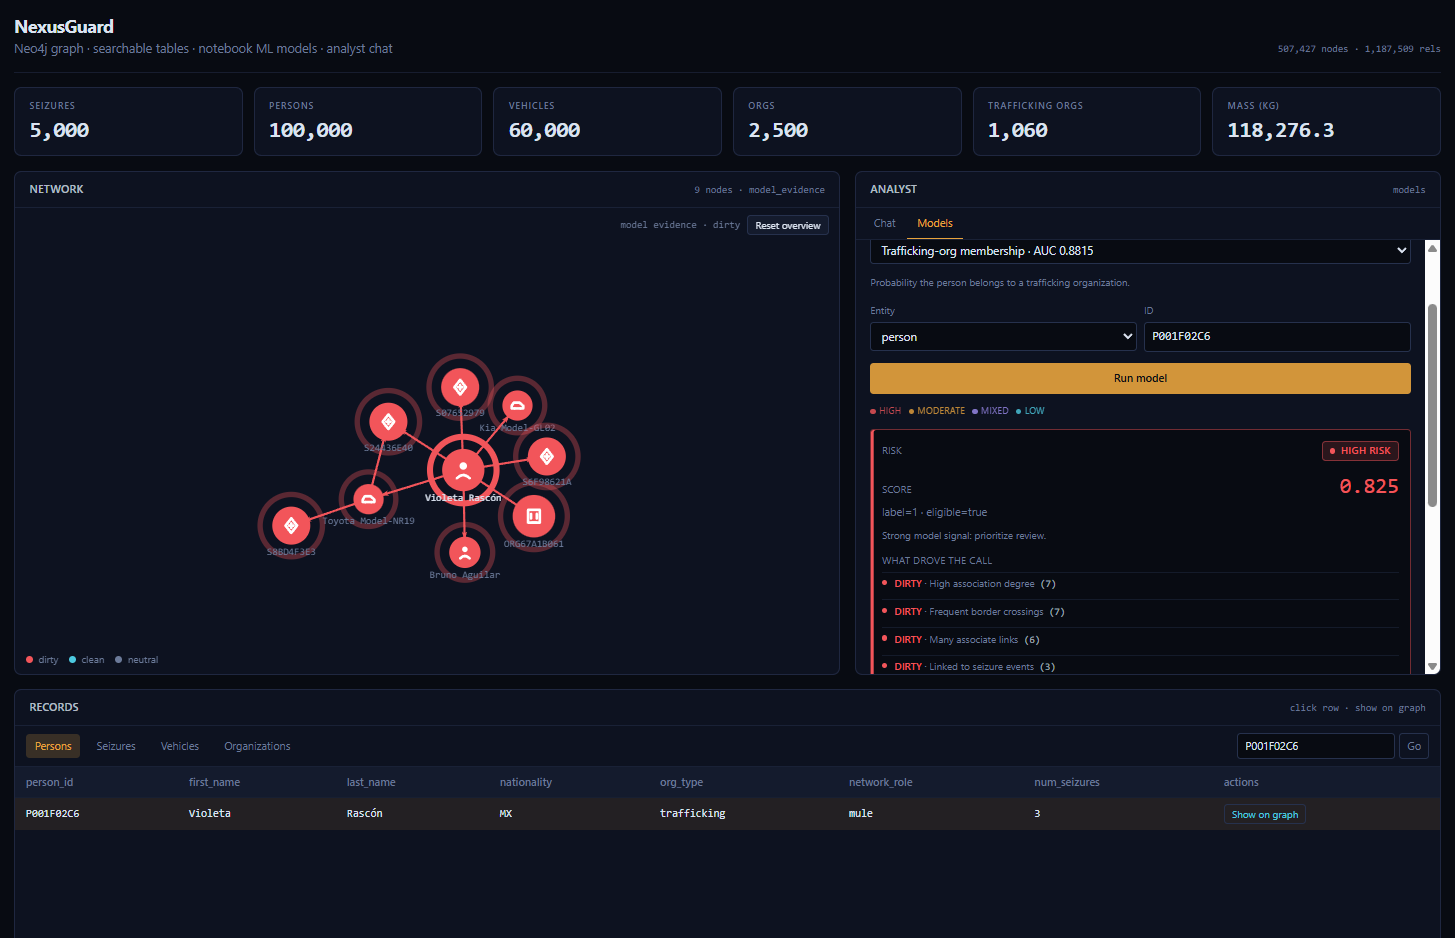 NexusGuard
Neo4j graph · searchable tables · notebook ML models · analyst chat
507,427 nodes · 1,187,509 rels
SEIZURES
5,000
PERSONS
100,000
VEHICLES
60,000
ORGS
2,500
TRAFFICKING ORGS
1,060
MASS (KG)
118,276.3
NETWORK
9 nodes · model_evidence
model evidence · dirty
Reset overview
S07652979
Kia Model-GL02
S24436E40
S6F98621A
Violeta Rascón
Toyota Model-NR19
ORG67A1B061
S8BD4F3E3
Bruno Aguilar
dirty
clean
neutral
ANALYST
models
Chat
Models
Trafficking-org membership · AUC 0.8815
Probability the person belongs to a trafficking organization.
Entity
ID
person
P001F02C6
Run model
HIGH
MODERATE
MIXED
LOW
RISK
HIGH RISK
SCORE
0.825
label=1 · eligible=true
Strong model signal: prioritize review.
WHAT DROVE THE CALL
DIRTY · High association degree (7)
DIRTY · Frequent border crossings (7)
DIRTY · Many associate links (6)
DIRTY · Linked to seizure events (3)
RECORDS
click row · show on graph
Persons
Seizures
Vehicles
Organizations
P001F02C6
Go
person_id first_name last_name nationality org_type network_role num_seizures actions
P001F02C6 Violeta Rascón MX trafficking mule 3 Show on graph